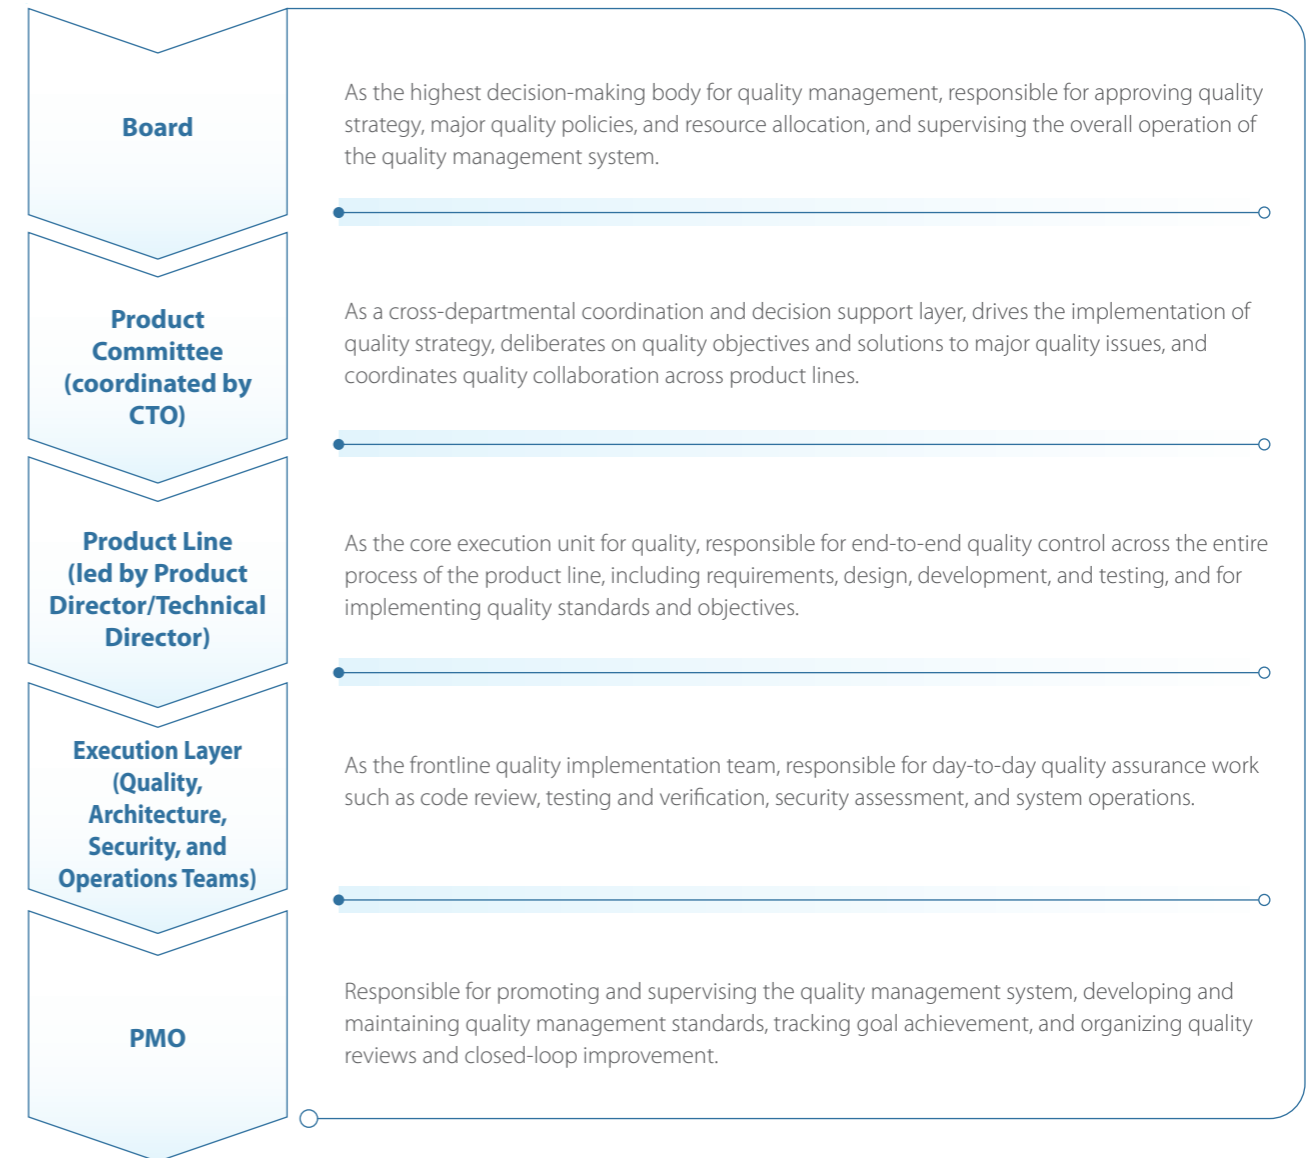 Board
As the highest decision-making body for quality management, responsible for approving quality
strategy, major quality policies, and resource allocation, and supervising the overall operation of
the quality management system.
Product
Committee
(coordinated by
CTO)
As a cross-departmental coordination and decision support layer, drives the implementation of
quality strategy, deliberates on quality objectives and solutions to major quality issues, and
coordinates quality collaboration across product lines.
Product Line
(led by Product
Director/Technical
Director)
As the core execution unit for quality, responsible for end-to-end quality control across the entire
process of the product line, including requirements, design, development, and testing, and for
implementing quality standards and objectives.
Execution Layer
(Quality,
Architecture,
Security, and
Operations Teams)
As the frontline quality implementation team, responsible for day-to-day quality assurance work
such as code review, testing and verification, security assessment, and system operations.
PMO
Responsible for promoting and supervising the quality management system, developing and
maintaining quality management standards, tracking goal achievement, and organizing quality
reviews and closed-loop improvement.